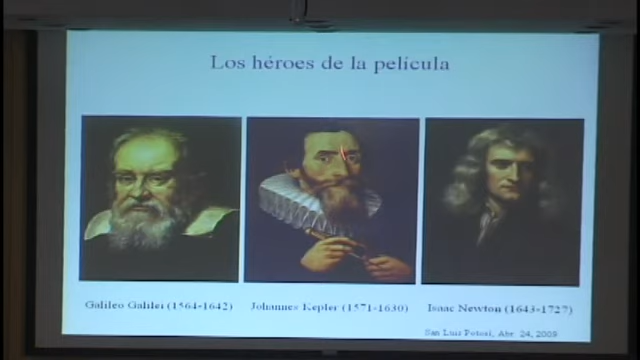 Los héroes de la película
Galileo Galilei (1564-1642)
Johannes Kepler (1571-1630)
Isaac Newton (1643-1727)
San Luis Potosí, Abr. 24, 2009